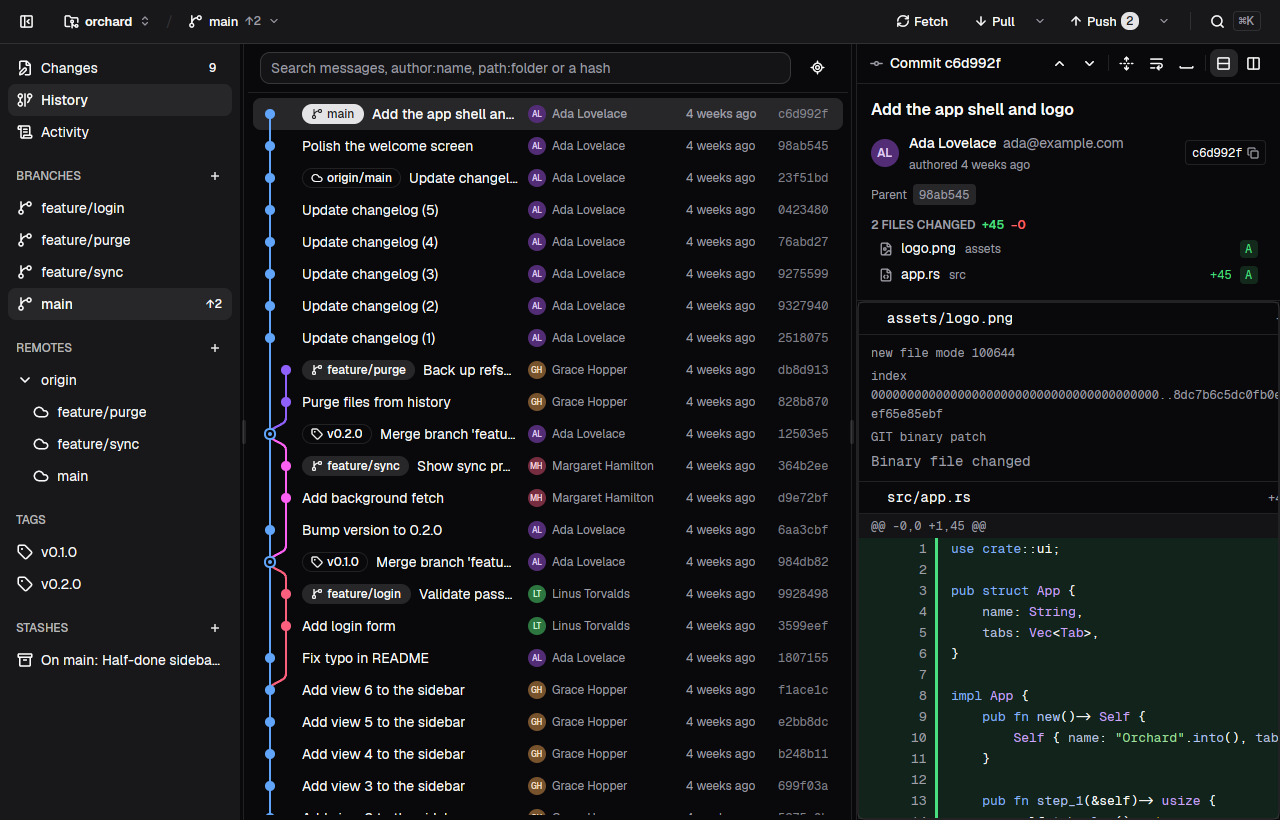 orchard / main ↑2
Fetch Pull Push 2 ⌘K
Changes 9
History
Activity
BRANCHES +
feature/login
feature/purge
feature/sync
main ↑2
REMOTES +
origin
feature/purge
feature/sync
main
TAGS
v0.1.0
v0.2.0
STASHES +
On main: Half-done sideba...
Search messages, author:name, path:folder or a hash
main Add the app shell an... AL Ada Lovelace 4 weeks ago c6d992f
Polish the welcome screen AL Ada Lovelace 4 weeks ago 98ab545
origin/main Update changel... AL Ada Lovelace 4 weeks ago 23f51bd
Update changelog (5) AL Ada Lovelace 4 weeks ago 0423480
Update changelog (4) AL Ada Lovelace 4 weeks ago 76abd27
Update changelog (3) AL Ada Lovelace 4 weeks ago 9275599
Update changelog (2) AL Ada Lovelace 4 weeks ago 9327940
Update changelog (1) AL Ada Lovelace 4 weeks ago 2518075
feature/purge Back up refs... GH Grace Hopper 4 weeks ago db8d913
Purge files from history GH Grace Hopper 4 weeks ago 828b870
v0.2.0 Merge branch 'featu... AL Ada Lovelace 4 weeks ago 12503e5
feature/sync Show sync pr... MH Margaret Hamilton 4 weeks ago 364b2ee
Add background fetch MH Margaret Hamilton 4 weeks ago d9e72bf
Bump version to 0.2.0 AL Ada Lovelace 4 weeks ago 6aa3cbf
v0.1.0 Merge branch 'featu... AL Ada Lovelace 4 weeks ago 984db82
feature/login Validate pass... LT Linus Torvalds 4 weeks ago 9928498
Add login form LT Linus Torvalds 4 weeks ago 3599eef
Fix typo in README AL Ada Lovelace 4 weeks ago 1807155
Add view 6 to the sidebar GH Grace Hopper 4 weeks ago f1ace1c
Add view 5 to the sidebar GH Grace Hopper 4 weeks ago e2bb8dc
Add view 4 to the sidebar GH Grace Hopper 4 weeks ago b248b11
Add view 3 to the sidebar GH Grace Hopper 4 weeks ago 699f03a
Commit c6d992f
Add the app shell and logo
AL Ada Lovelace ada@example.com
authored 4 weeks ago
c6d992f
Parent 98ab545
2 FILES CHANGED +45 −0
logo.png assets A
app.rs src +45 A
assets/logo.png
new file mode 100644
index
0000000000000000000000000000000000000000..8dc7b6c5dc0fb0e
ef65e85ebf
GIT binary patch
Binary file changed
src/app.rs
@@ -0,0 +1,45 @@
1 use crate::ui;
2
3 pub struct App {
4 name: String,
5 tabs: Vec<Tab>,
6 }
7
8 impl App {
9 pub fn new()-> Self {
10 Self { name: "Orchard".into(), tab
11 }
12
13 pub fn step_1(&self)-> usize {